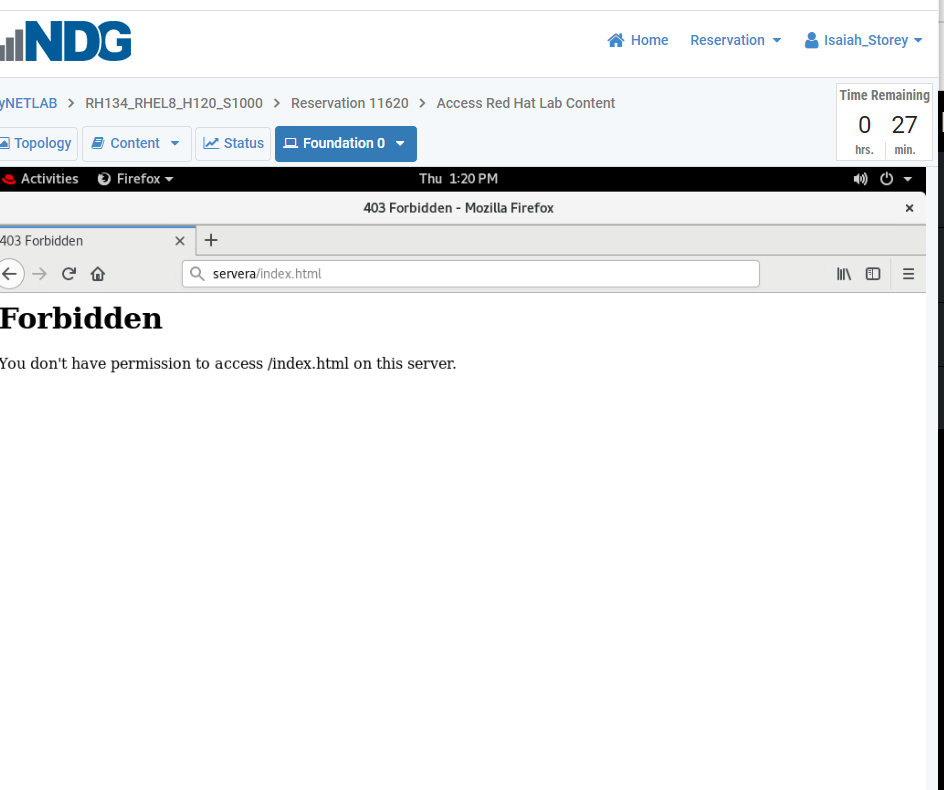 NDG
Home
Reservation
Isaiah_Storey
yNETLAB > RH134_RHEL8_H120_S1000 > Reservation 11620 > Access Red Hat Lab Content
Time Remaining
0 27
hrs. min.
Topology
Content
Status
Foundation 0
Activities
Firefox
Thu 1:20 PM
403 Forbidden - Mozilla Firefox
403 Forbidden
servera/index.html
Forbidden
You don't have permission to access /index.html on this server.